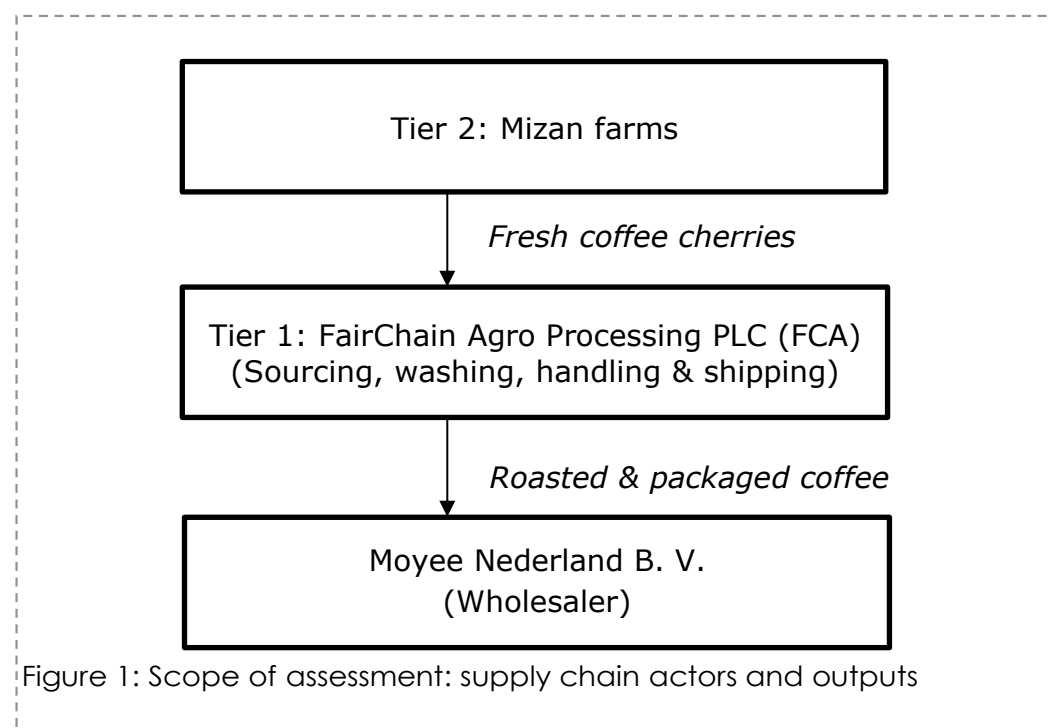 Tier 2: Mizan farms
Fresh coffee cherries
Tier 1: FairChain Agro Processing PLC (FCA)
(Sourcing, washing, handling & shipping)
Roasted & packaged coffee
Moyee Nederland B. V.
(Wholesaler)
Figure 1: Scope of assessment: supply chain actors and outputs